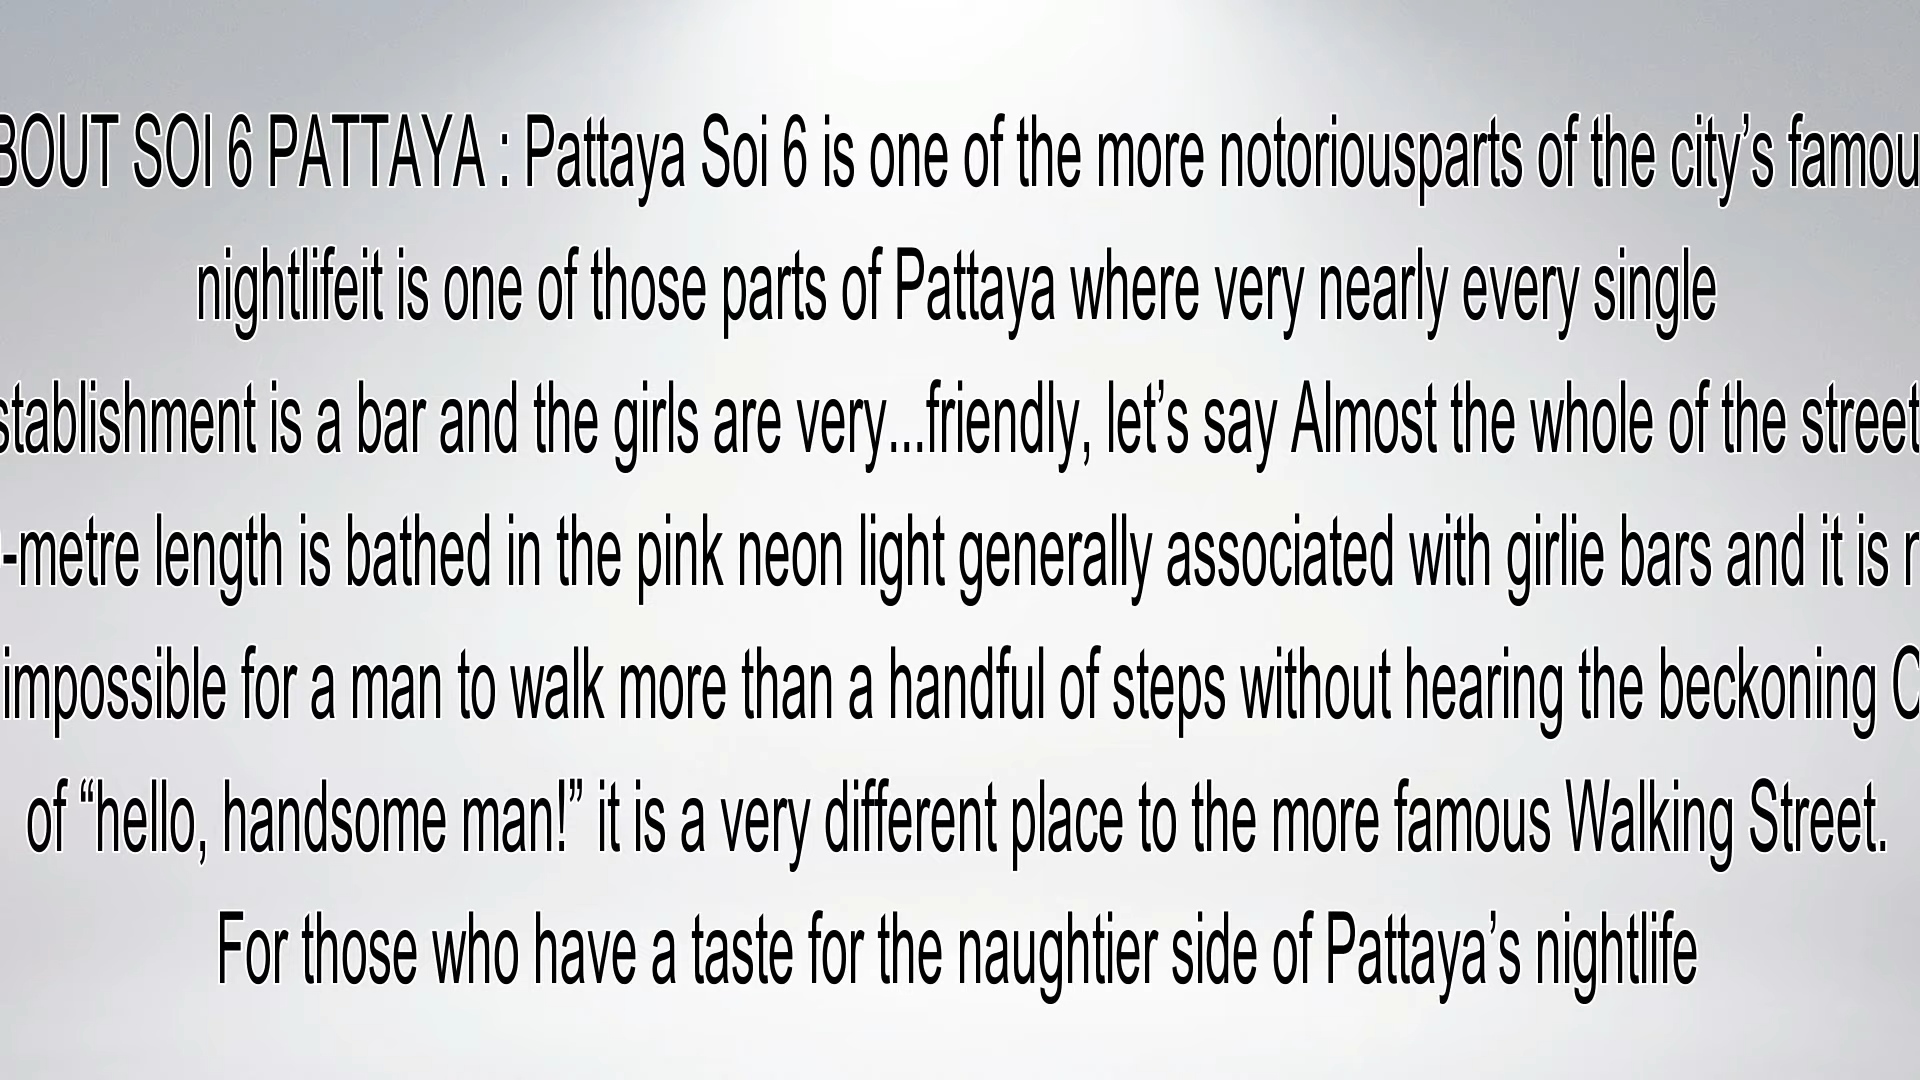 BOUT SOI 6 PATTAYA : Pattaya Soi 6 is one of the more notoriousparts of the city’s famou
nightlifeit is one of those parts of Pattaya where very nearly every single
stablishment is a bar and the girls are very...friendly, let’s say Almost the whole of the street
-metre length is bathed in the pink neon light generally associated with girlie bars and it is
impossible for a man to walk more than a handful of steps without hearing the beckoning
of “hello, handsome man!” it is a very different place to the more famous Walking Street.
For those who have a taste for the naughtier side of Pattaya’s nightlife